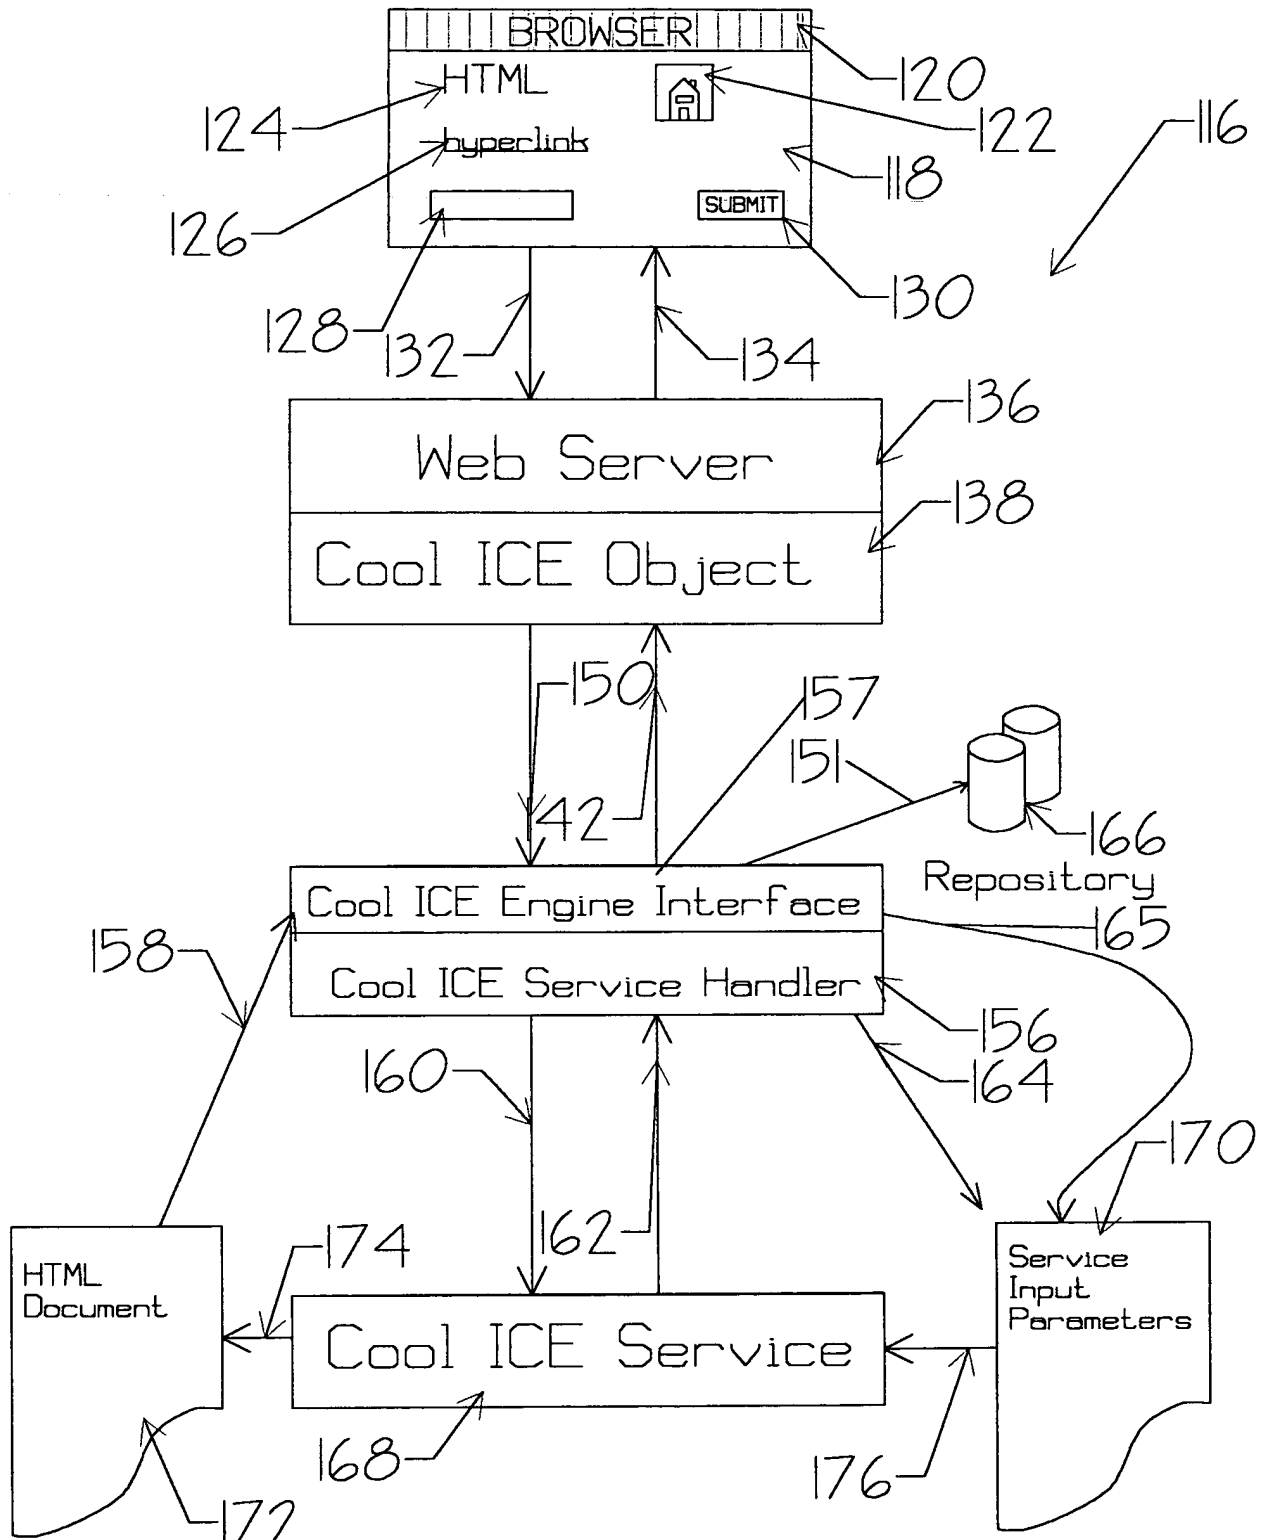 BROWSER
120
HTML
124
122
116
hyperlink
118
126
SUBMIT
128
130
132
134
136
Web Server
138
Cool ICE Object
150
157
151
42
166
Repository
Cool ICE Engine Interface
165
158
Cool ICE Service Handler
156
160
164
170
162
174
HTML
Document
Service
Input
Parameters
Cool ICE Service
168
176
172